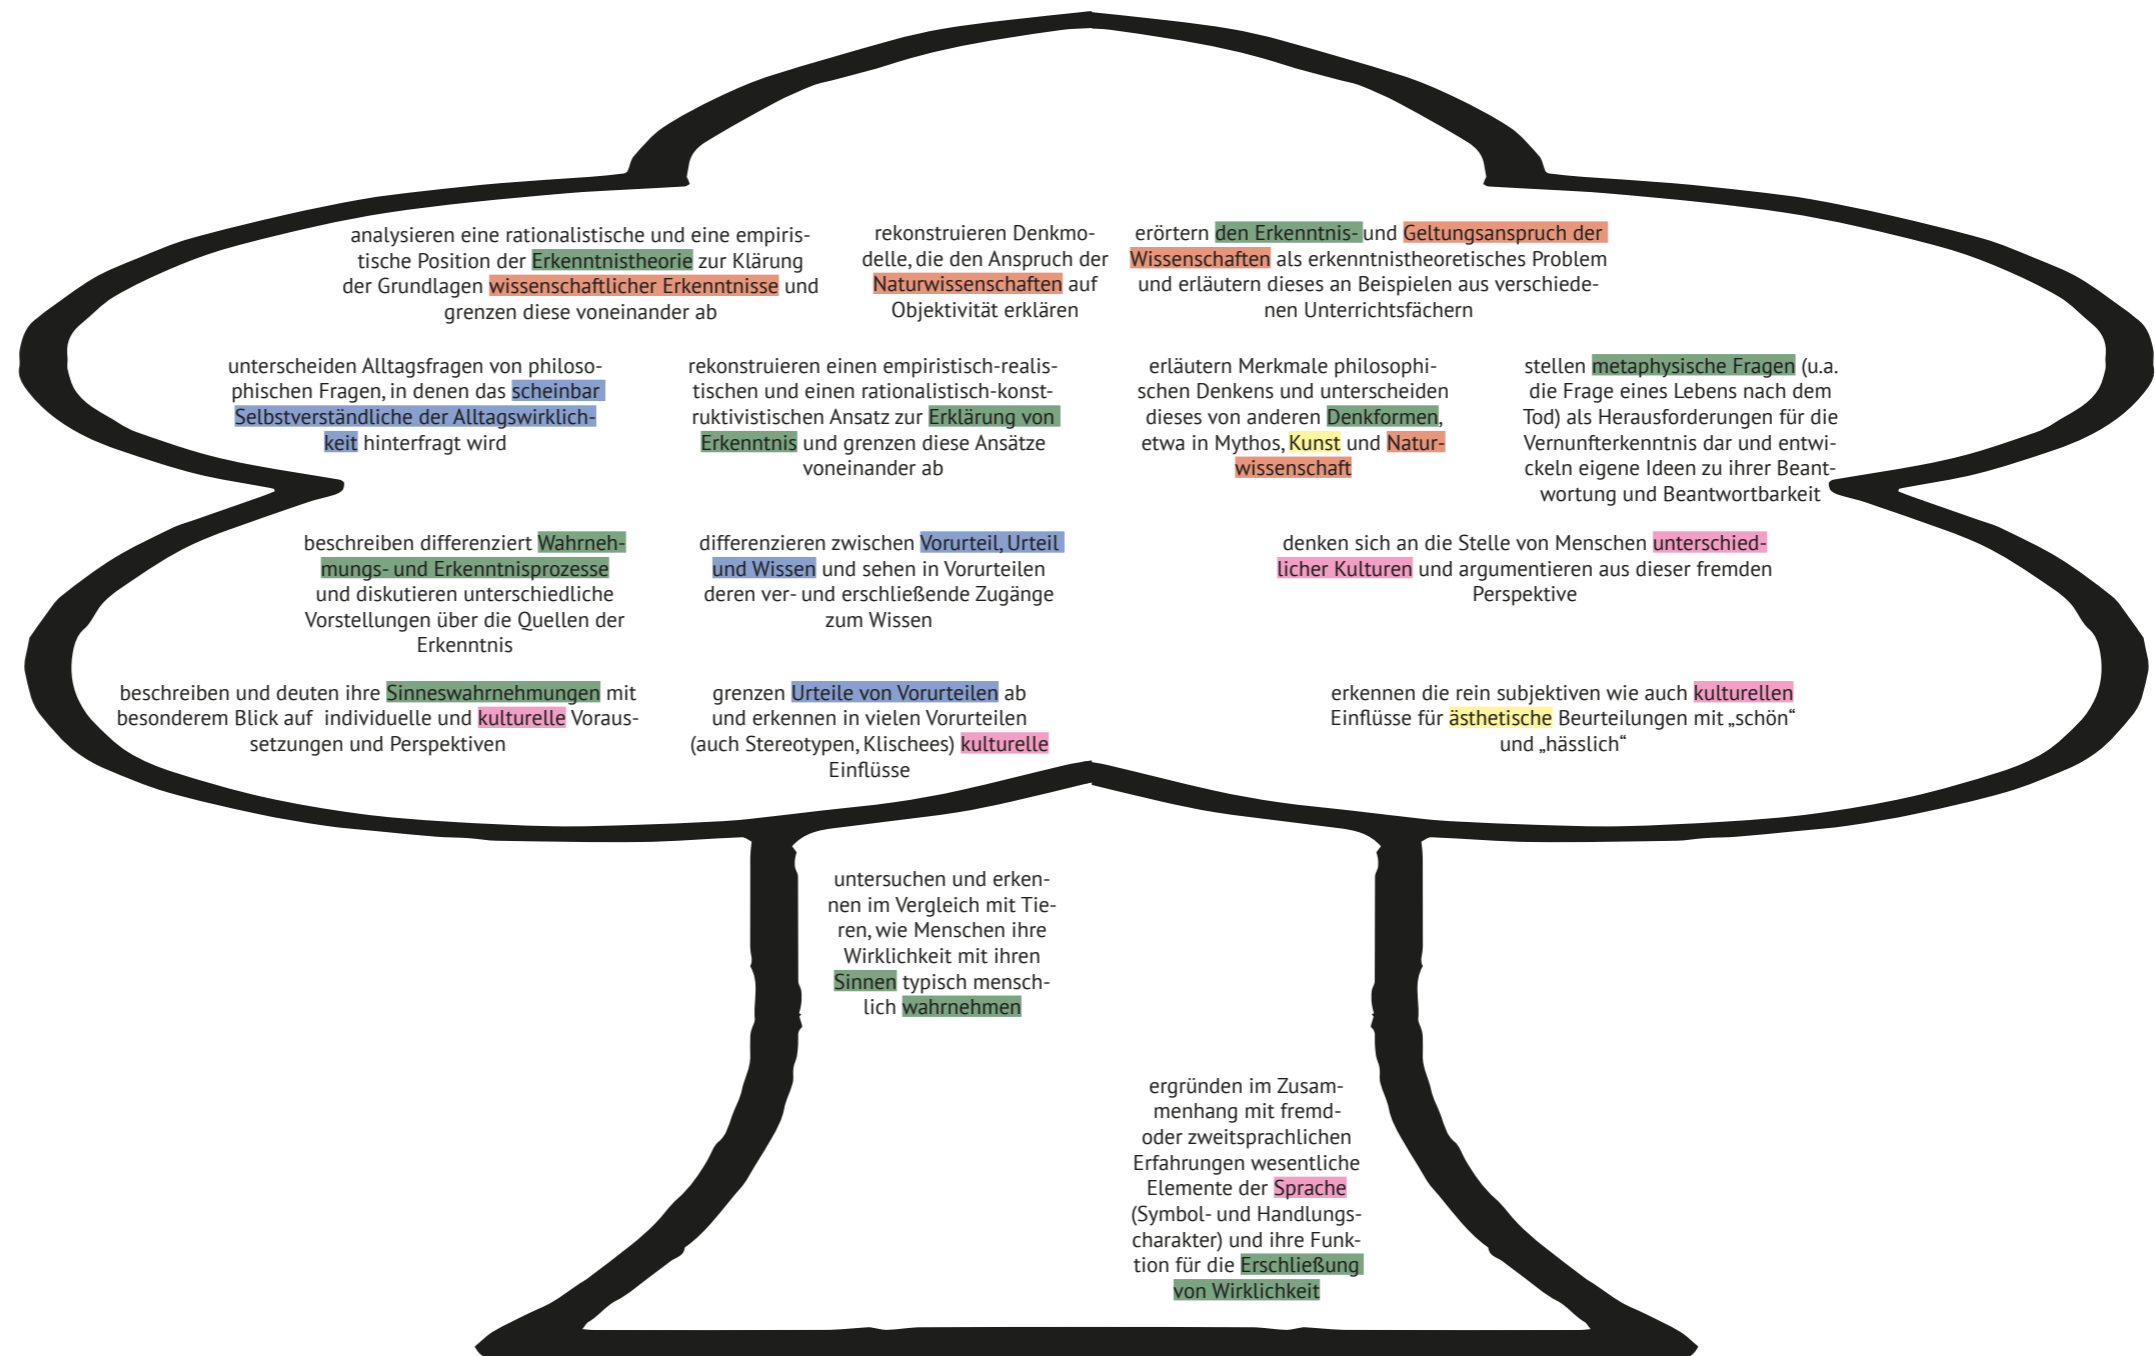 analysieren eine rationalistische und eine empiris-
tische Position der Erkenntnistheorie zur Klärung
der Grundlagen wissenschaftlicher Erkenntnisse und
grenzen diese voneinander ab
rekonstruieren Denkmo-
delle, die den Anspruch der
Naturwissenschaften auf
Objektivität erklären
erörtern den Erkenntnis- und Geltungsanspruch der
Wissenschaften als erkenntnistheoretisches Problem
und erläutern dieses an Beispielen aus verschiede-
nen Unterrichtsfächern
unterscheiden Alltagsfragen von philoso-
phischen Fragen, in denen das scheinbar
Selbstverständliche der Alltagswirklich-
keit hinterfragt wird
rekonstruieren einen empiristisch-realis-
tischen und einen rationalistisch-konst-
ruktivistischen Ansatz zur Erklärung von
Erkenntnis und grenzen diese Ansätze
voneinander ab
erläutern Merkmale philosophi-
schen Denkens und unterscheiden
dieses von anderen Denkformen,
etwa in Mythos, Kunst und Natur-
wissenschaft
stellen metaphysische Fragen (u.a.
die Frage eines Lebens nach dem
Tod) als Herausforderungen für die
Vernunfterkenntnis dar und entwi-
ckeln eigene Ideen zu ihrer Beant-
wortung und Beantwortbarkeit
beschreiben differenziert Wahrneh-
mungs- und Erkenntnisprozesse
und diskutieren unterschiedliche
Vorstellungen über die Quellen der
Erkenntnis
differenzieren zwischen Vorurteil, Urteil
und Wissen und sehen in Vorurteilen
deren ver- und erschließende Zugänge
zum Wissen
denken sich an die Stelle von Menschen unterschied-
licher Kulturen und argumentieren aus dieser fremden
Perspektive
beschreiben und deuten ihre Sinneswahrnehmungen mit
besonderem Blick auf individuelle und kulturelle Voraus-
setzungen und Perspektiven
grenzen Urteile von Vorurteilen ab
und erkennen in vielen Vorurteilen
(auch Stereotypen, Klischees) kulturelle
Einflüsse
erkennen die rein subjektiven wie auch kulturellen
Einflüsse für ästhetische Beurteilungen mit „schön“
und „hässlich“
untersuchen und erken-
nen im Vergleich mit Tie-
ren, wie Menschen ihre
Wirklichkeit mit ihren
Sinnen typisch mensch-
lich wahrnehmen
ergründen im Zusam-
menhang mit fremd-
oder zweitsprachlichen
Erfahrungen wesentliche
Elemente der Sprache
(Symbol- und Handlungs-
charakter) und ihre Funk-
tion für die Erschließung
von Wirklichkeit